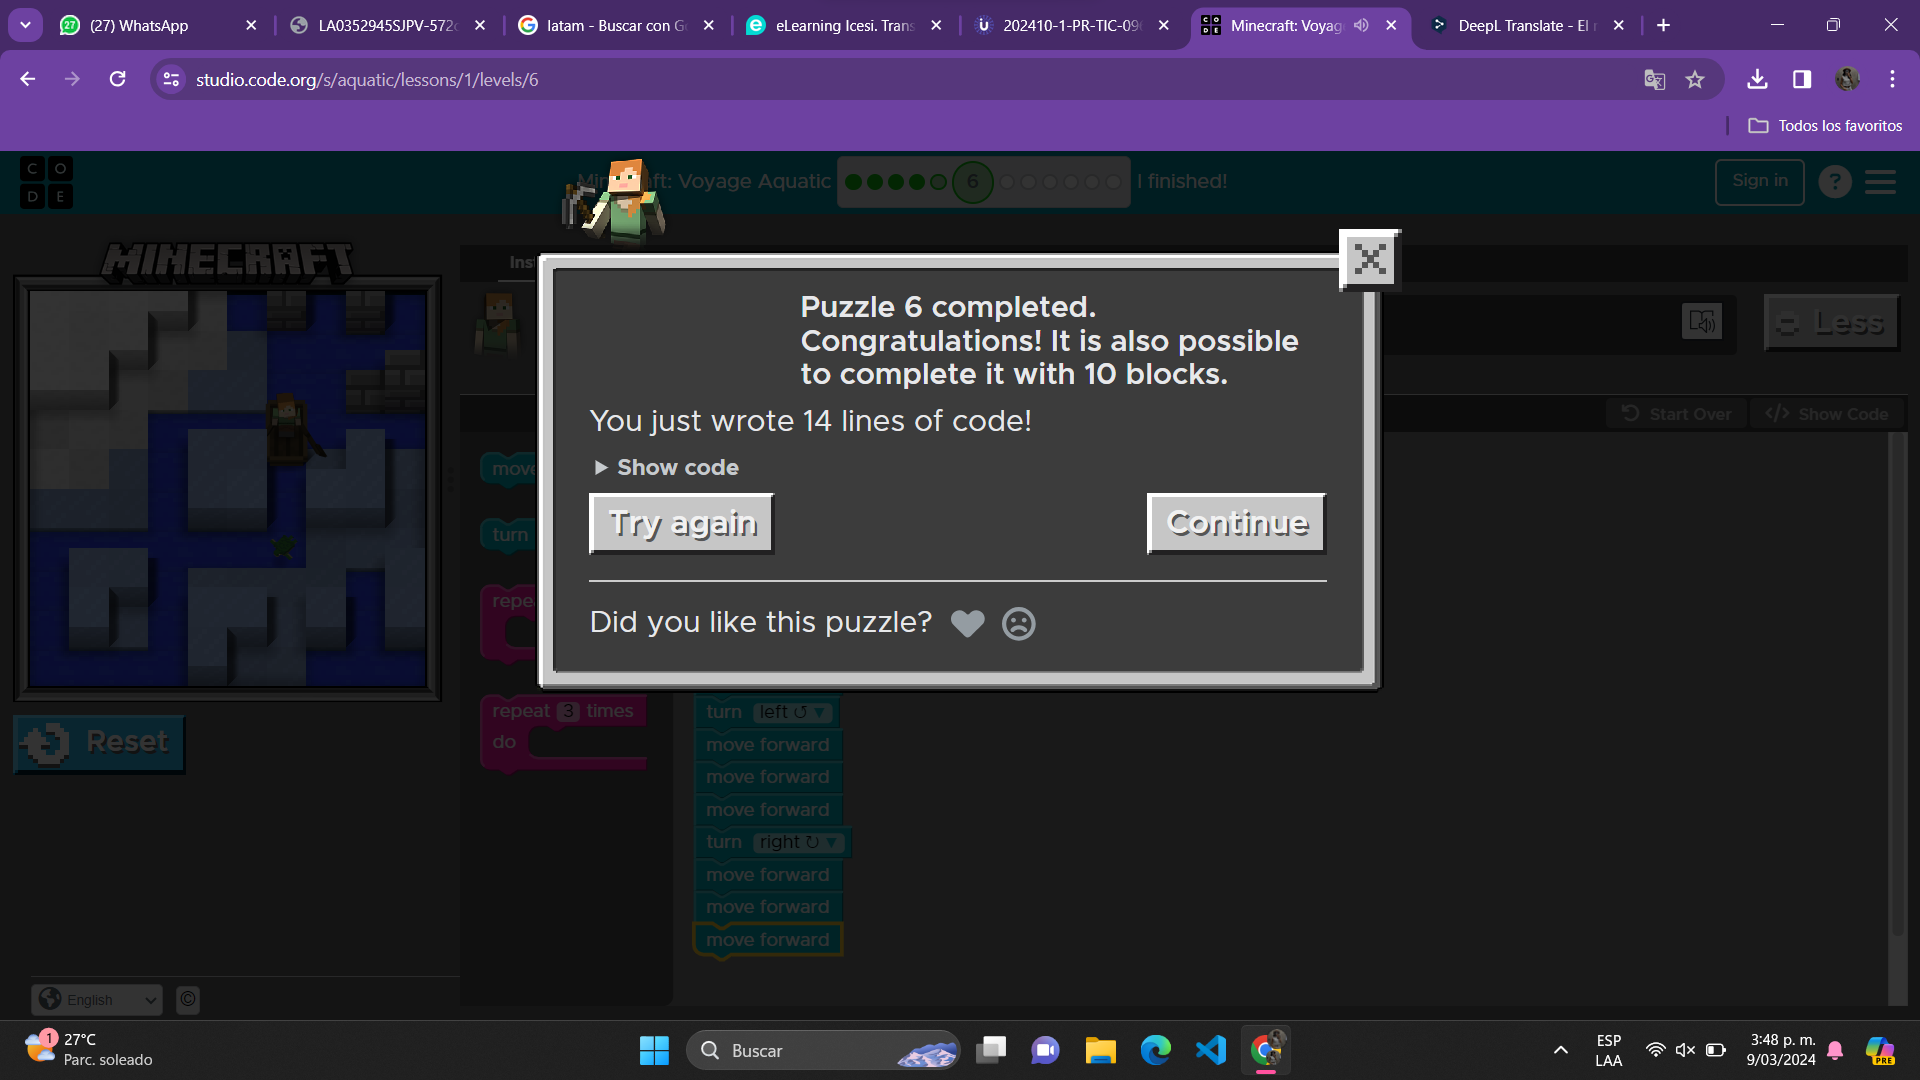 (27) WhatsApp
LA0352945SJPV-572
latam - Buscar con G
eLearning Icesi. Trans
202410-1-PR-TIC-09
Minecraft: Voyag
DeepL Translate - El
studio.code.org/s/aquatic/lessons/1/levels/6
Todos los favoritos
C O
D E
Minecraft: Voyage Aquatic
6
I finished!
Sign in
?
MINECRAFT
Ins
Less
Puzzle 6 completed.
Congratulations! It is also possible
to complete it with 10 blocks.
You just wrote 14 lines of code!
Show code
Try again
Continue
Did you like this puzzle?
Start Over
</> Show Code
move
turn
repe
repeat 3 times
do
Reset
turn left ↺ ▼
move forward
move forward
move forward
turn right ↻ ▼
move forward
move forward
move forward
English
©
1
27°C
Parc. soleado
Buscar
ESP
LAA
3:48 p. m.
9/03/2024
PRE